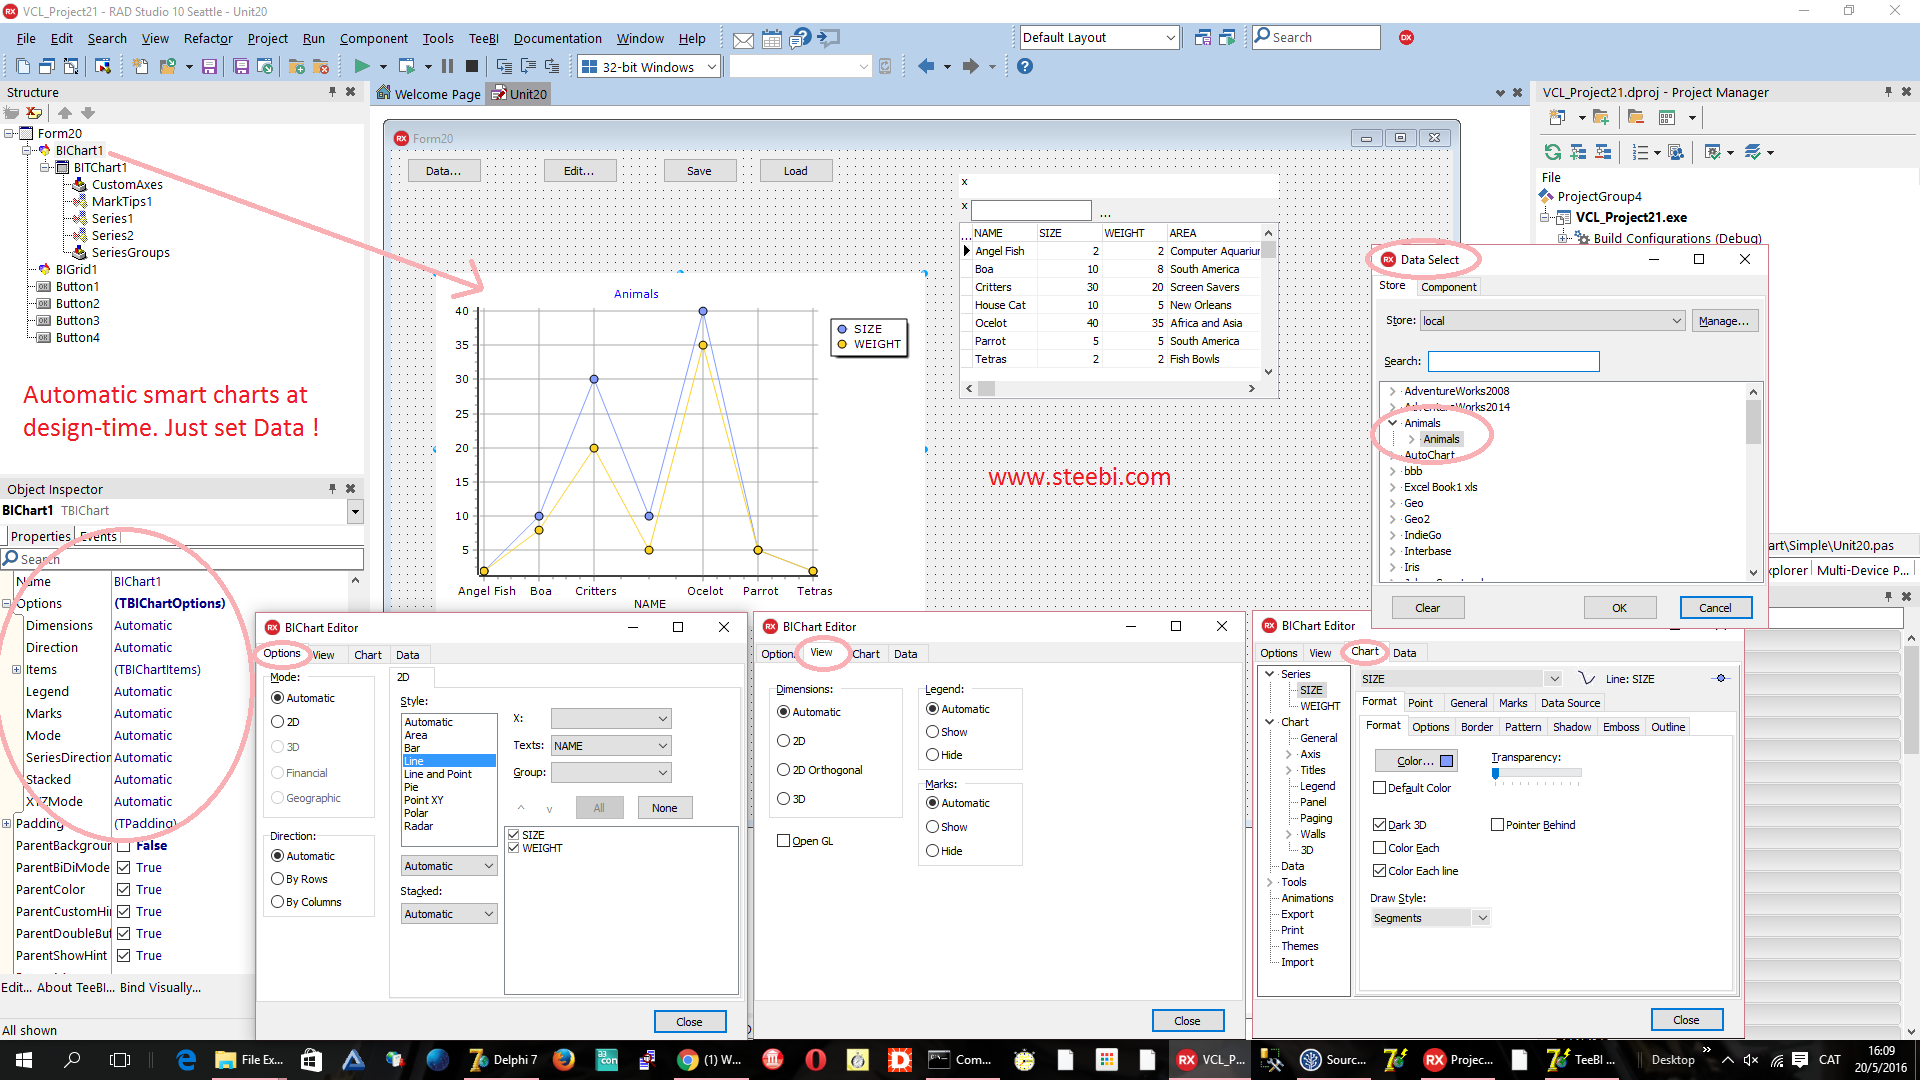 VCL_Project21 - RAD Studio 10 Seattle - Unit20
File Edit Search View Refactor Project Run Component Tools TeeBI Documentation Window Help
Default Layout
Search
32-bit Windows
Structure
Form20
BIChart1
BITChart1
CustomAxes
MarkTips1
Series1
Series2
SeriesGroups
BIGrid1
Button1
Button2
Button3
Button4
Automatic smart charts at
design-time. Just set Data !
Object Inspector
BIChart1 TBIChart
Properties Events
Search
Name BIChart1
Options (TBIChartOptions)
Dimensions Automatic
Direction Automatic
Items (TBIChartItems)
Legend Automatic
Marks Automatic
Mode Automatic
SeriesDirection Automatic
Stacked Automatic
XYZMode Automatic
Padding (TPadding)
ParentBackgroun False
ParentBiDiMode True
ParentColor True
ParentCustomHi True
ParentDoubleBu True
ParentShowHint True
Edit... About TeeBI... Bind Visually...
All shown
Welcome Page Unit20
Form20
Data... Edit... Save Load
x
x ...
... NAME SIZE WEIGHT AREA
Angel Fish 2 2 Computer Aquariur
Boa 10 8 South America
Critters 30 20 Screen Savers
House Cat 10 5 New Orleans
Ocelot 40 35 Africa and Asia
Parrot 5 5 South America
Tetras 2 2 Fish Bowls
Animals
40
35
30
25
20
15
10
5
SIZE
WEIGHT
Angel Fish Boa Critters Ocelot Parrot Tetras
NAME
www.steebi.com
VCL_Project21.dproj - Project Manager
File
ProjectGroup4
VCL_Project21.exe
Build Configurations (Debug)
art\Simple\Unit20.pas
xplorer Multi-Device P...
Data Select
Store Component
Store: local Manage...
Search:
AdventureWorks2008
AdventureWorks2014
Animals
Animals
AutoChart
bbb
Excel Book1 xls
Geo
Geo2
IndieGo
Interbase
Iris
Clear OK Cancel
BIChart Editor
Options View Chart Data
Mode:
Automatic
2D
3D
Financial
Geographic
Direction:
Automatic
By Rows
By Columns
2D
Style:
Automatic
Area
Bar
Line
Line and Point
Pie
Point XY
Polar
Radar
Automatic
Stacked:
Automatic
X:
Texts: NAME
Group:
^ v All None
SIZE
WEIGHT
Close
BIChart Editor
Options View Chart Data
Dimensions:
Automatic
2D
2D Orthogonal
3D
Open GL
Legend:
Automatic
Show
Hide
Marks:
Automatic
Show
Hide
Close
BIChart Editor
Options View Chart Data
Series
SIZE
WEIGHT
Chart
General
Axis
Titles
Legend
Panel
Paging
Walls
3D
Data
Tools
Animations
Export
Print
Themes
Import
SIZE Line: SIZE
Format Point General Marks Data Source
Format Options Border Pattern Shadow Emboss Outline
Color... Transparency:
Default Color
Dark 3D Pointer Behind
Color Each
Color Each line
Draw Style:
Segments
Close
File Ex... Delphi 7 (1) W... Com... VCL_P... Sourc... Projec... TeeBI ... Desktop CAT
16:09
20/5/2016